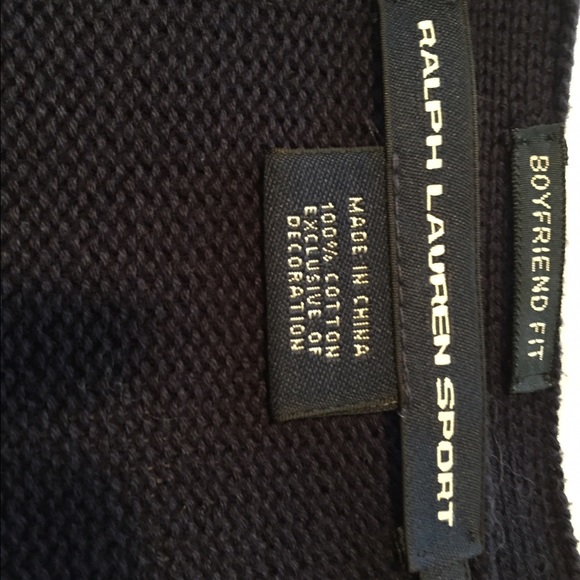 BOYFRIEND FIT
RALPH LAUREN SPORT
MADE IN CHINA
100% COTTON
EXCLUSIVE OF
DECORATION